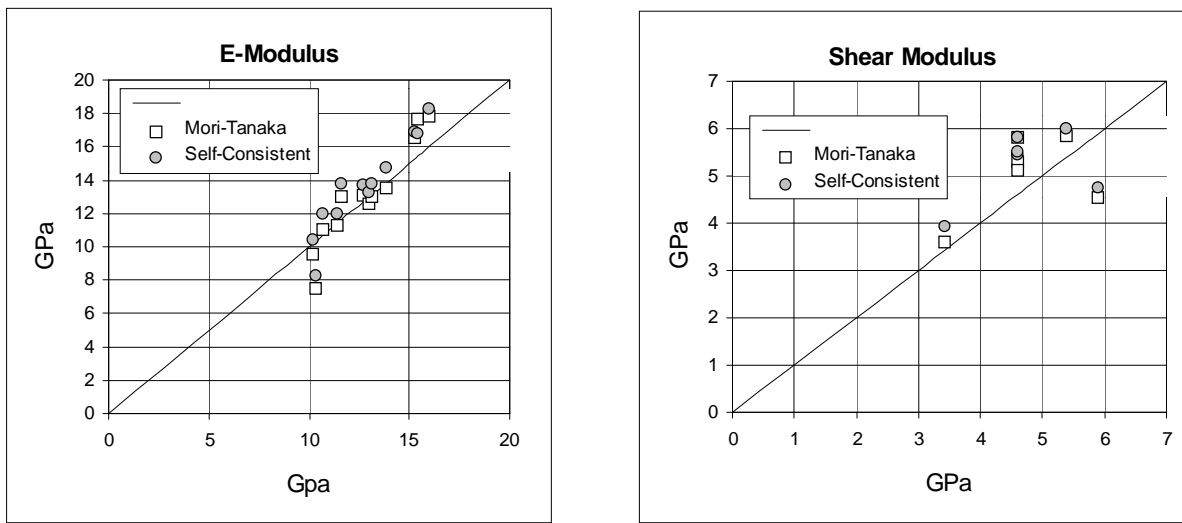 E-Modulus
20
18
16
14
12
10
8
6
4
2
0
GPa
Mori-Tanaka
Self-Consistent
0 5 10 15 20
Gpa
Shear Modulus
7
6
5
4
3
2
1
0
GPa
Mori-Tanaka
Self-Consistent
0 1 2 3 4 5 6 7
GPa